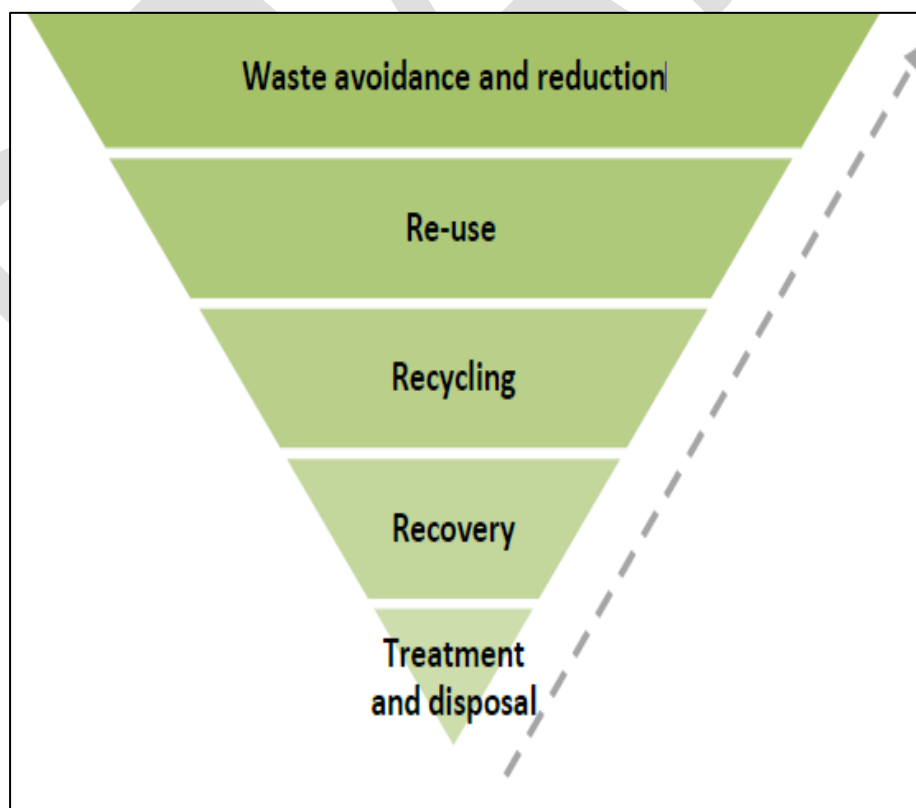 Waste avoidance and reduction
Re-use
Recycling
Recovery
Treatment
and disposal